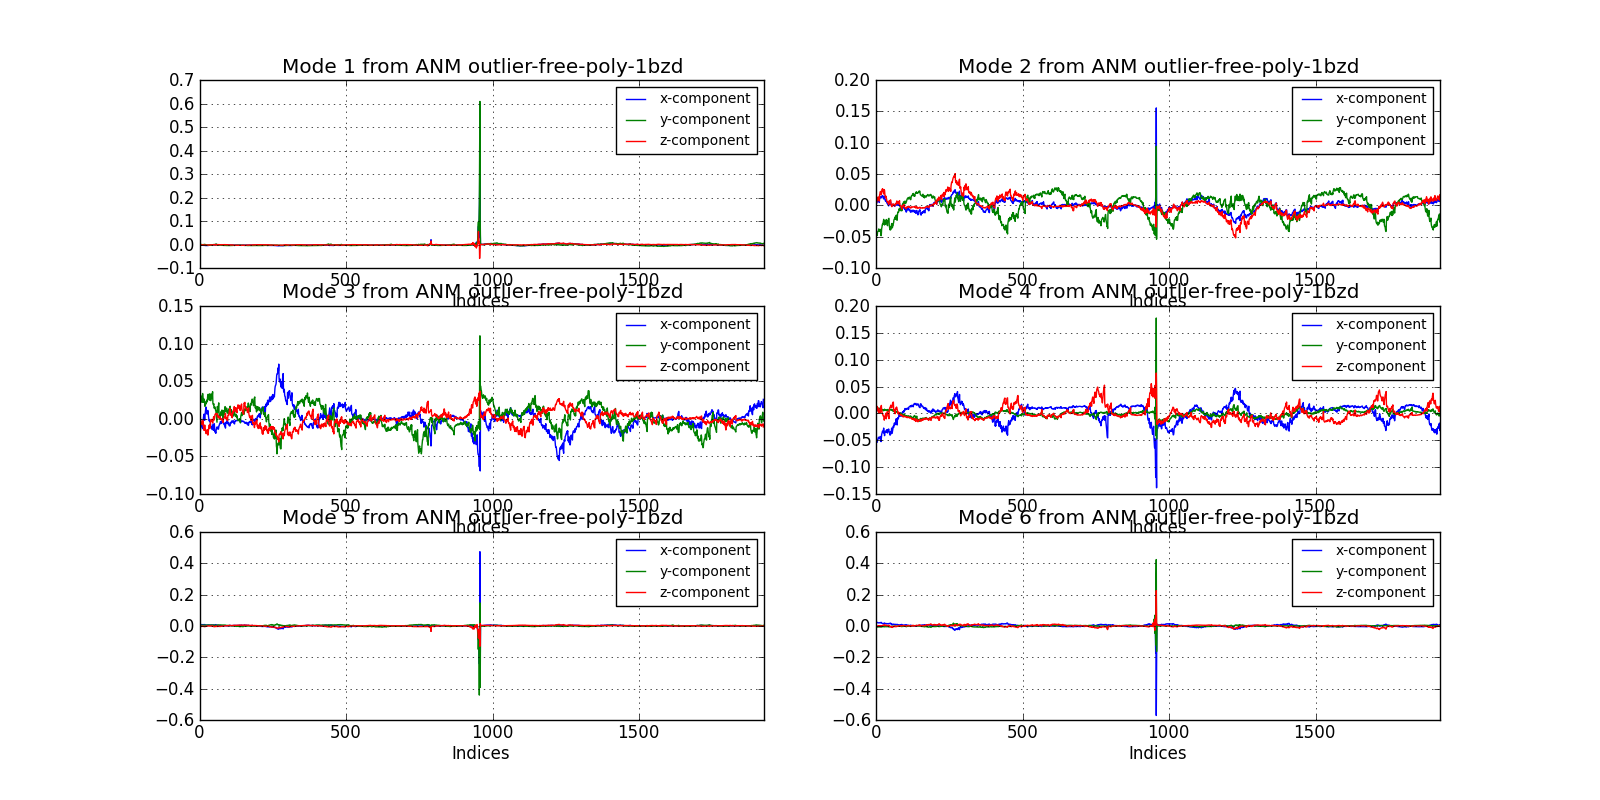 Mode 1 from ANM outlier-free-poly-1bzd
0.7
0.6
0.5
0.4
0.3
0.2
0.1
0.0
−0.1
0
500
1000
1500
Indices
x-component
y-component
z-component
Mode 2 from ANM outlier-free-poly-1bzd
0.20
0.15
0.10
0.05
0.00
−0.05
−0.10
0
500
1000
1500
Indices
x-component
y-component
z-component
Mode 3 from ANM outlier-free-poly-1bzd
0.15
0.10
0.05
0.00
−0.05
−0.10
0
500
1000
1500
Indices
x-component
y-component
z-component
Mode 4 from ANM outlier-free-poly-1bzd
0.20
0.15
0.10
0.05
0.00
−0.05
−0.10
−0.15
0
500
1000
1500
Indices
x-component
y-component
z-component
Mode 5 from ANM outlier-free-poly-1bzd
0.6
0.4
0.2
0.0
−0.2
−0.4
−0.6
0
500
1000
1500
Indices
x-component
y-component
z-component
Mode 6 from ANM outlier-free-poly-1bzd
0.6
0.4
0.2
0.0
−0.2
−0.4
−0.6
0
500
1000
1500
Indices
x-component
y-component
z-component